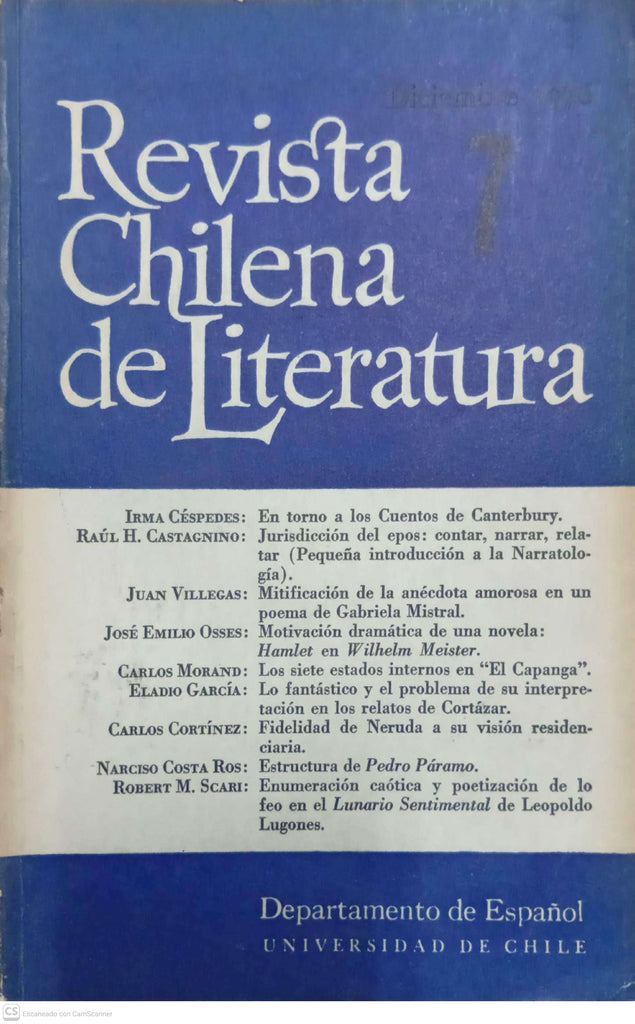 Diciembre 1976
7
Revista
Chilena
de Literatura
IRMA CÉSPEDES: En torno a los Cuentos de Canterbury.
RAÚL H. CASTAGNINO: Jurisdicción del epos: contar, narrar, rela-
tar (Pequeña introducción a la Narratolo-
gía).
JUAN VILLEGAS: Mitificación de la anécdota amorosa en un
poema de Gabriela Mistral.
JOSÉ EMILIO OSSES: Motivación dramática de una novela:
Hamlet en Wilhelm Meister.
CARLOS MORAND: Los siete estados internos en “El Capanga”.
ELADIO GARCÍA: Lo fantástico y el problema de su interpre-
tación en los relatos de Cortázar.
CARLOS CORTÍNEZ: Fidelidad de Neruda a su visión residen-
ciaria.
NARCISO COSTA ROS: Estructura de Pedro Páramo.
ROBERT M. SCARI: Enumeración caótica y poetización de lo
feo en el Lunario Sentimental de Leopoldo
Lugones.
Departamento de Español
UNIVERSIDAD DE CHILE
CS Escaneado con CamScanner